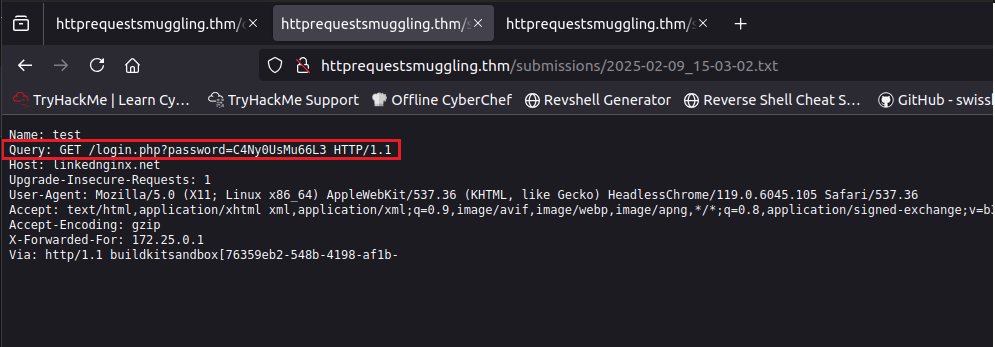 httprequestsmuggling.thm/
httprequestsmuggling.thm/s
httprequestsmuggling.thm/s
httprequestsmuggling.thm/submissions/2025-02-09_15-03-02.txt
TryHackMe | Learn Cy…
TryHackMe Support
Offline CyberChef
Revshell Generator
Reverse Shell Cheat S…
GitHub - swissk
Name: test
Query: GET /login.php?password=C4Ny0UsMu66L3 HTTP/1.1
Host: linkednginx.net
Upgrade-Insecure-Requests: 1
User-Agent: Mozilla/5.0 (X11; Linux x86_64) AppleWebKit/537.36 (KHTML, like Gecko) HeadlessChrome/119.0.6045.105 Safari/537.36
Accept: text/html,application/xhtml xml,application/xml;q=0.9,image/avif,image/webp,image/apng,*/*;q=0.8,application/signed-exchange;v=b3
Accept-Encoding: gzip
X-Forwarded-For: 172.25.0.1
Via: http/1.1 buildkitsandbox[76359eb2-548b-4198-af1b-